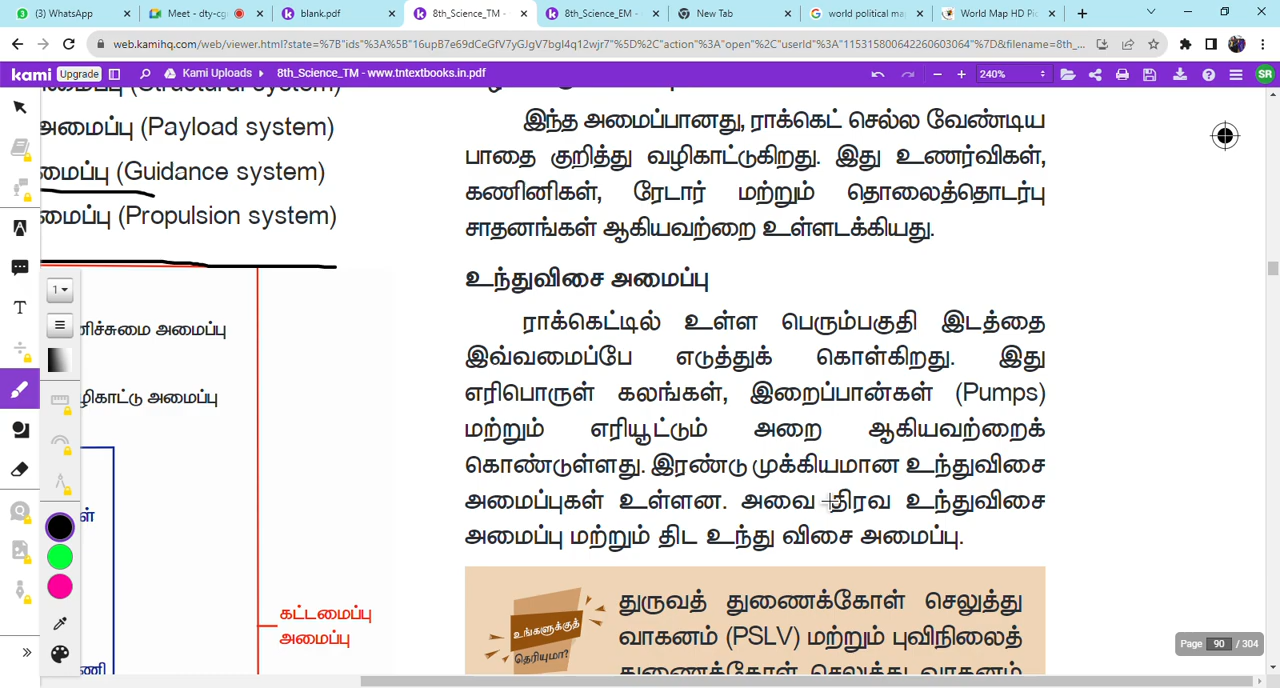 (3) WhatsApp
Meet - dty-cg
blank.pdf
8th_Science_TM -
8th_Science_EM -
New Tab
world political ma
World Map HD Pic
web.kamihq.com/web/viewer.html?state=%7B"ids"%3A%5B"16upB7e69dCeGfV7yGJgV7bgI4q12wjr7"%5D%2C"action"%3A"open"%2C"userId"%3A"115315800642260603064"%7D&filename=8th_...
kami Upgrade Kami Uploads 8th_Science_TM - www.tntextbooks.in.pdf 240%
அமைப்பு (Payload system)
மைப்பு (Guidance system)
மைப்பு (Propulsion system)
1
னிச்சுமை அமைப்பு
ழிகாட்டு அமைப்பு
ள்
கட்டமைப்பு
அமைப்பு
ணி
இந்த அமைப்பானது, ராக்கெட் செல்ல வேண்டிய
பாதை குறித்து வழிகாட்டுகிறது. இது உணர்விகள்,
கணினிகள், ரேடார் மற்றும் தொலைத்தொடர்பு
சாதனங்கள் ஆகியவற்றை உள்ளடக்கியது.
உந்துவிசை அமைப்பு
ராக்கெட்டில் உள்ள பெரும்பகுதி இடத்தை
இவ்வமைப்பே எடுத்துக் கொள்கிறது. இது
எரிபொருள் கலங்கள், இறைப்பான்கள் (Pumps)
மற்றும் எரியூட்டும் அறை ஆகியவற்றைக்
கொண்டுள்ளது. இரண்டு முக்கியமான உந்துவிசை
அமைப்புகள் உள்ளன. அவை திரவ உந்துவிசை
அமைப்பு மற்றும் திட உந்து விசை அமைப்பு.
உங்களுக்குத்
தெரியுமா?
துருவத் துணைக்கோள் செலுத்து
வாகனம் (PSLV) மற்றும் புவிநிலைத்
துணைக்கோள் செலுத்து வாகனம்
Page 90 / 304
SR